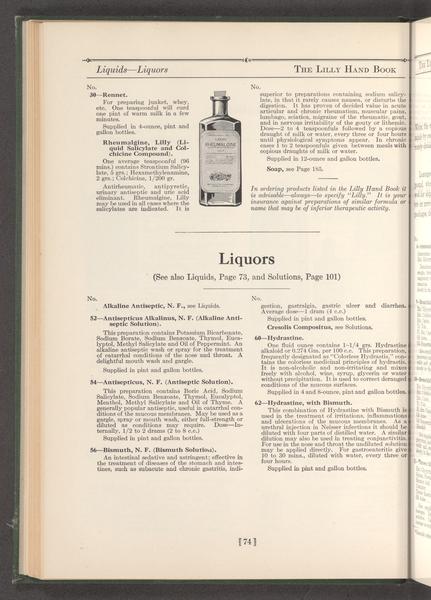 Liquids—Liquors
THE LILLY HAND BOOK
No.
30—Rennet.
For preparing junket, whey,
etc. One teaspoonful will curd
one pint of warm milk in a few
minutes.
Supplied in 4-ounce, pint and
gallon bottles.
Rheumalgine, Lilly (Li-
quid Salicylate and Col-
chicine Compound).
One average teaspoonful (96
mins.) contains Strontium Salicy-
late, 5 grs.; Hexamethylenamine,
2 grs.; Colchicine, 1/200 gr.
Antirheumatic, antipyretic,
urinary antiseptic and uric acid
eliminant. Rheumalgine, Lilly
may be used in all cases where the
salicylates are indicated. It is
RHEUMALGINE
No.
superior to preparations containing sodium salicy-
late, in that it rarely causes nausea, or disturbs the
digestion. It has proven of decided value in acute
articular and chronic rheumatism, muscular pains,
lumbago, sciatica, migraine of the rheumatic, gout,
and in nervous irritability of the gouty or lithemic.
Dose—2 to 4 teaspoonfuls followed by a copious
draught of milk or water, every three or four hours
until physiological symptoms appear. In chronic
cases 1 to 2 teaspoonfuls given between meals with
copious draughts of milk or water.
Supplied in 12-ounce and gallon bottles.
Soap, see Page 185.
In ordering products listed in the Lilly Hand Book it
is advisable—always—to specify "Lilly." It is your
insurance against preparations of similar formula or
name that may be of inferior therapeutic activity.
Liquors
(See also Liquids, Page 73, and Solutions, Page 101)
No.
Alkaline Antiseptic, N. F., see Liquids.
52—Antisepticus Alkalinus, N. F. (Alkaline Anti-
septic Solution).
This preparation contains Potassium Bicarbonate,
Sodium Borate, Sodium Benzoate, Thymol, Euca-
lyptol, Methyl Salicylate and Oil of Peppermint. An
alkaline antiseptic wash or spray for the treatment
of catarrhal conditions of the nose and throat. A
delightful mouth wash and gargle.
Supplied in pint and gallon bottles.
54—Antisepticus, N. F. (Antiseptic Solution).
This preparation contains Boric Acid, Sodium
Salicylate, Sodium Benzoate, Thymol, Eucalyptol,
Menthol, Methyl Salicylate and Oil of Thyme. A
generally popular antiseptic, useful in catarrhal con-
ditions of the mucous membranes. May be used as a
gargle, spray or mouth wash, either full-strength or
diluted as conditions may require. Dose—In-
ternally, 1/2 to 2 drams (2 to 8 c.c.)
Supplied in pint and gallon bottles.
56—Bismuth, N. F. (Bismuth Solution).
An intestinal sedative and astringent; effective in
the treatment of diseases of the stomach and intes-
tines, such as subacute and chronic gastritis, indi-
No.
gestion, gastralgia, gastric ulcer and diarrhea.
Average dose—1 dram (4 c.c.)
Supplied in pint and gallon bottles.
Cresolis Compositus, see Solutions.
60—Hydrastine.
One fluid ounce contains 1-1/4 grs. Hydrastine
alkaloid or 0.274 Gm. per 100 c.c. This preparation,
frequently designated as "Colorless Hydrastis," con-
tains the colorless medicinal principles of hydrastis.
It is non-alcoholic and non-irritating and mixes
freely with alcohol, wine, syrup, glycerin or water
without precipitation. It is used to correct deranged
conditions of the mucous surfaces.
Supplied in 4 and 8-ounce, pint and gallon bottles.
62—Hydrastine, with Bismuth.
This combination of Hydrastine with Bismuth is
used in the treatment of irritations, inflammations
and ulcerations of the mucous membranes. As a
urethral injection in Neisser infections it should be
diluted with four parts of distilled water. A similar
dilution may also be used in treating conjunctivitis.
For use in the nose and throat the undiluted solution
may be applied directly. For gastroenteritis give
10 to 30 mins., diluted with water, every three or
four hours.
Supplied in pint and gallon bottles.
[74]